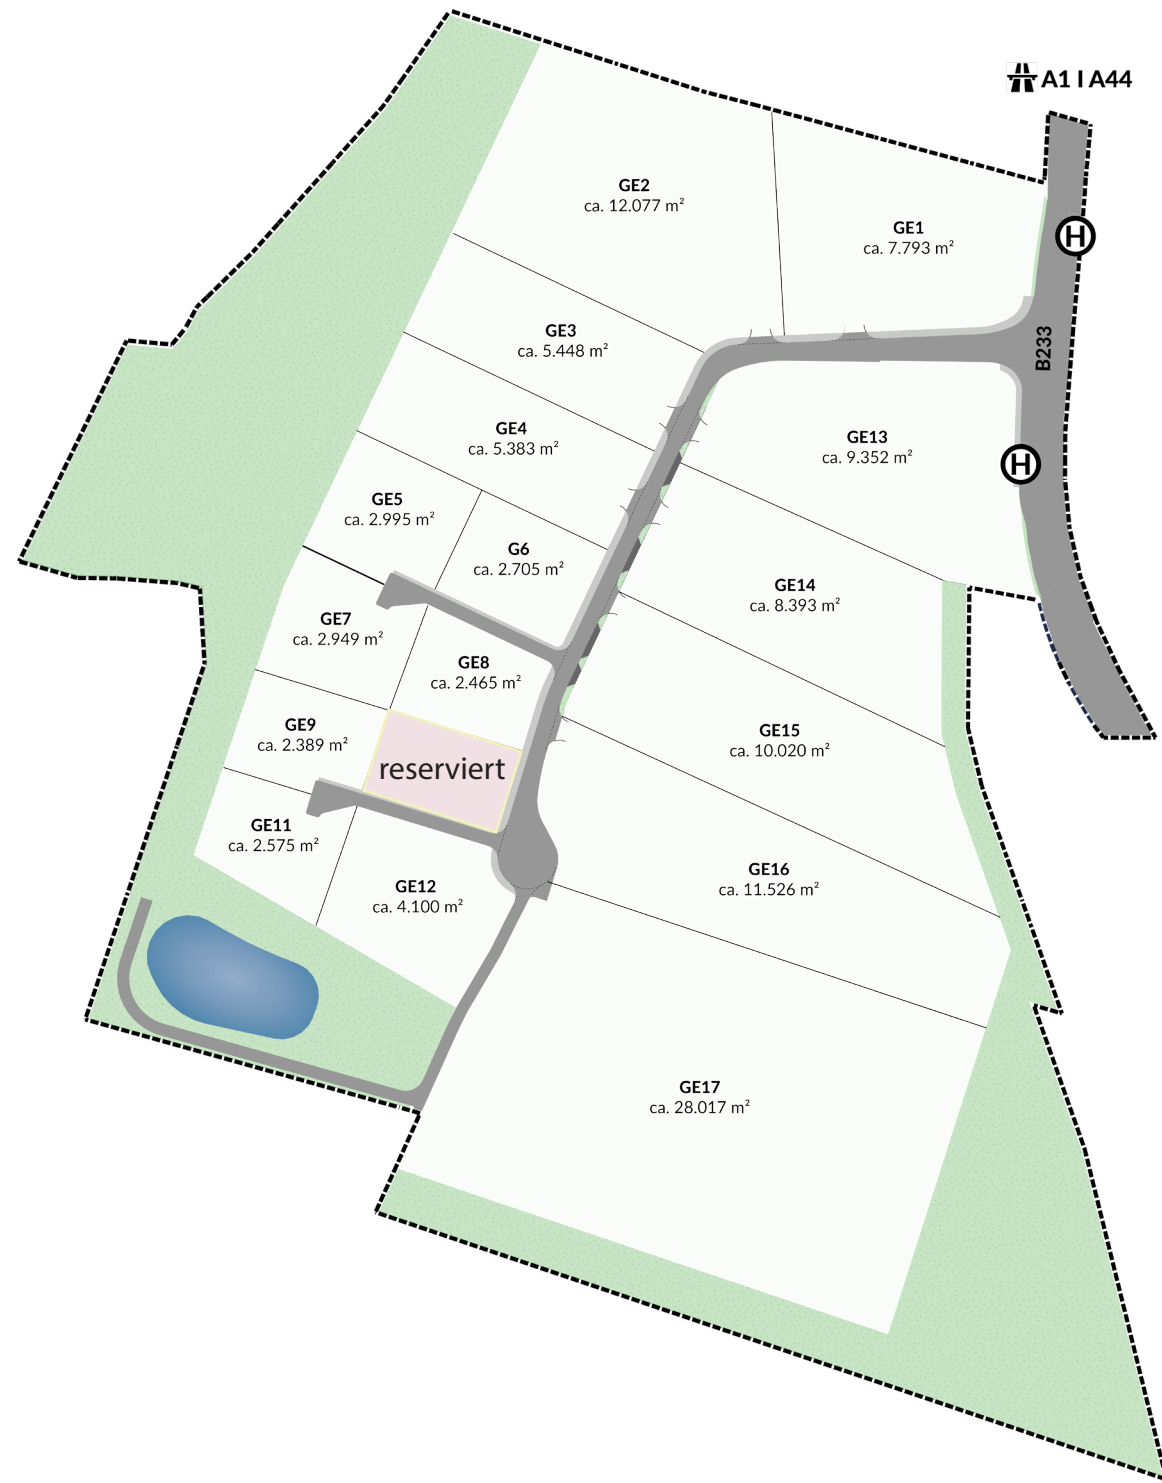 A1 I A44
GE2
ca. 12.077 m²
GE1
ca. 7.793 m²
H
GE3
ca. 5.448 m²
B233
GE4
ca. 5.383 m²
GE13
ca. 9.352 m²
H
GE5
ca. 2.995 m²
G6
ca. 2.705 m²
GE14
ca. 8.393 m²
GE7
ca. 2.949 m²
GE8
ca. 2.465 m²
GE9
ca. 2.389 m²
reserviert
GE15
ca. 10.020 m²
GE11
ca. 2.575 m²
GE12
ca. 4.100 m²
GE16
ca. 11.526 m²
GE17
ca. 28.017 m²